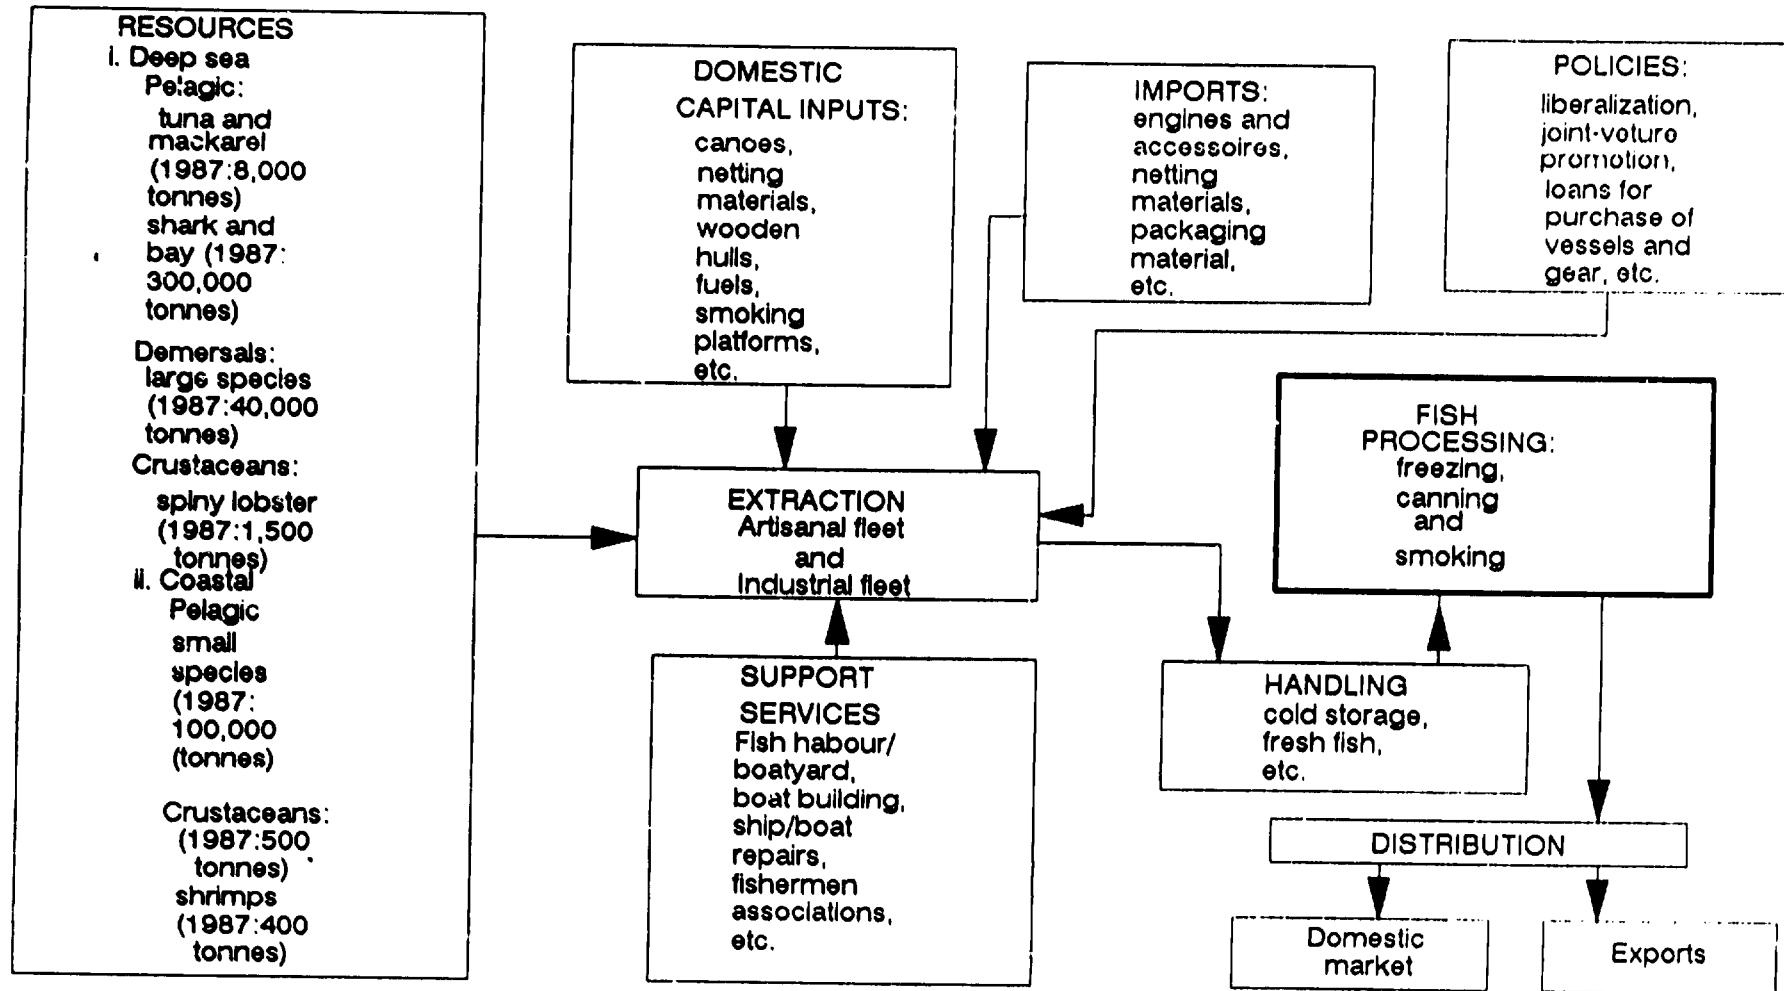 RESOURCES
i. Deep sea
Pelagic:
tuna and
mackarel
(1987:8,000
tonnes)
shark and
bay (1987:
300,000
tonnes)
Demersals:
large species
(1987:40,000
tonnes)
Crustaceans:
spiny lobster
(1987:1,500
tonnes)
ii. Coastal
Pelagic
small
species
(1987:
100,000
(tonnes)
Crustaceans:
(1987:500
tonnes)
shrimps
(1987:400
tonnes)
DOMESTIC
CAPITAL INPUTS:
canoes,
netting
materials,
wooden
hulls,
fuels,
smoking
platforms,
etc.
IMPORTS:
engines and
accessoires,
netting
materials,
packaging
material,
etc.
POLICIES:
liberalization,
joint-voture
promotion,
loans for
purchase of
vessels and
gear, etc.
EXTRACTION
Artisanal fleet
and
Industrial fleet
FISH
PROCESSING:
freezing,
canning
and
smoking
SUPPORT
SERVICES
Fish habour/
boatyard,
boat building,
ship/boat
repairs,
fishermen
associations,
etc.
HANDLING
cold storage,
fresh fish,
etc.
DISTRIBUTION
Domestic
market
Exports